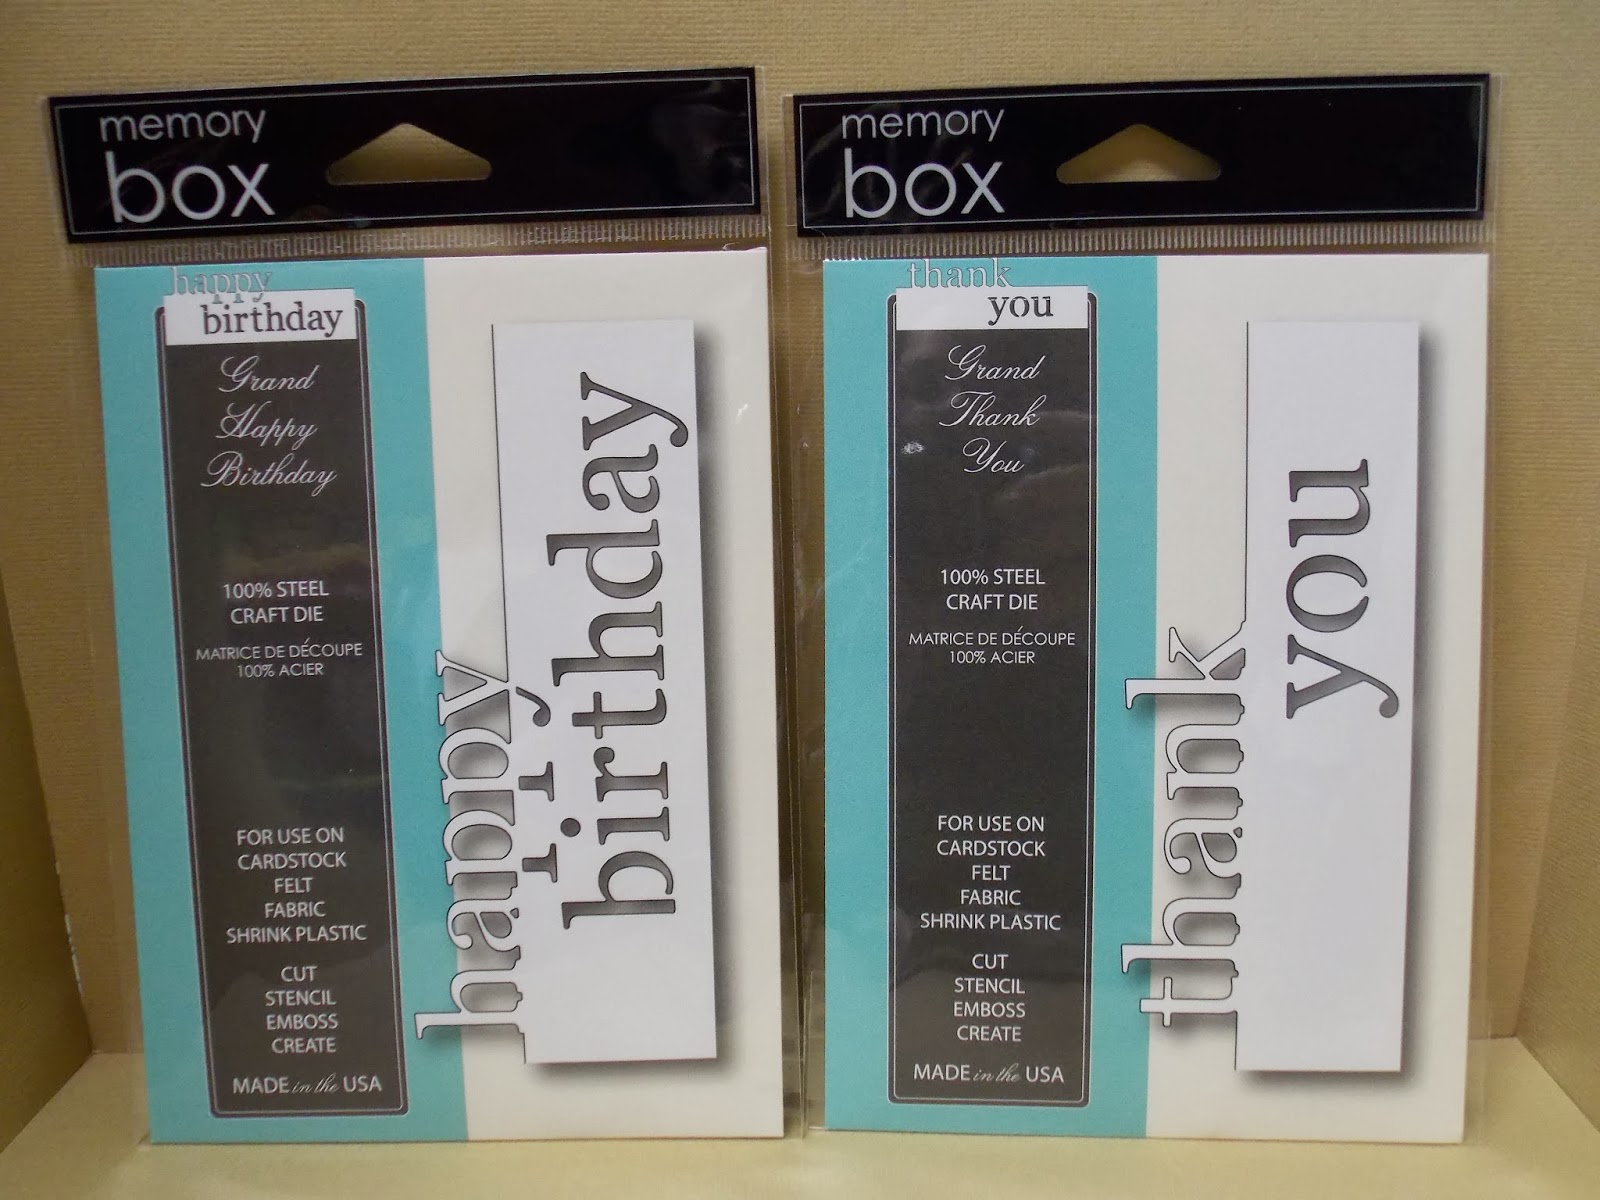 memory
box
happy
birthday
Grand
Happy
Birthday
100% STEEL
CRAFT DIE
MATRICE DE DÉCOUPE
100% ACIER
FOR USE ON
CARDSTOCK
FELT
FABRIC
SHRINK PLASTIC
CUT
STENCIL
EMBOSS
CREATE
MADE in the USA
happy
birthday
memory
box
thank
you
Grand
Thank
You
100% STEEL
CRAFT DIE
MATRICE DE DÉCOUPE
100% ACIER
FOR USE ON
CARDSTOCK
FELT
FABRIC
SHRINK PLASTIC
CUT
STENCIL
EMBOSS
CREATE
MADE in the USA
thank
you